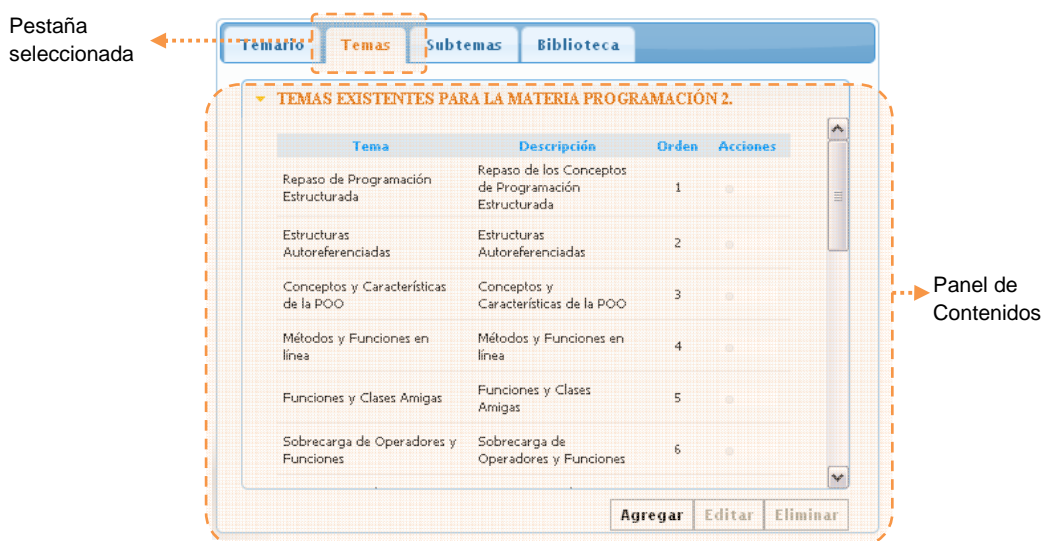 Pestaña
seleccionada
Temario Temas Subtemas Biblioteca
TEMAS EXISTENTES PARA LA MATERIA PROGRAMACIÓN 2.
Tema Descripción Orden Acciones
Repaso de Programación
Estructurada
Repaso de los Conceptos
de Programación
Estructurada
1
Estructuras
Autoreferenciadas
Estructuras
Autoreferenciadas
2
Conceptos y Características
de la POO
Conceptos y
Características de la POO
3
Métodos y Funciones en
línea
Métodos y Funciones en
línea
4
Funciones y Clases Amigas
Funciones y Clases
Amigas
5
Sobrecarga de Operadores y
Funciones
Sobrecarga de
Operadores y Funciones
6
Agregar Editar Eliminar
Panel de
Contenidos